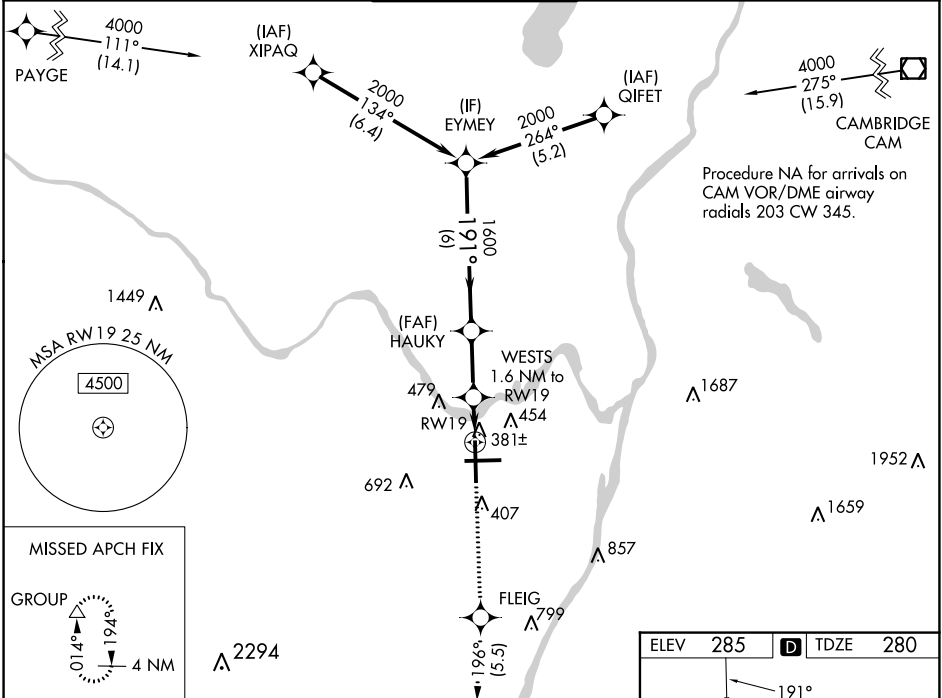 4000
111°
(14.1)
PAYGE
(IAF)
XIPAQ
2000
134°
(6.4)
(IF)
EYMEY
(IAF)
QIFET
2000
264°
(5.2)
4000
275°
(15.9)
CAMBRIDGE
CAM
Procedure NA for arrivals on
CAM VOR/DME airway
radials 203 CW 345.
1600
191°
(6)
1449
MSA RW19 25 NM
4500
(FAF)
HAUKY
WESTS
1.6 NM to
RW19
479
454
RW19
381±
1687
692
407
1952
1659
857
MISSED APCH FIX
GROUP
014°
194°
4 NM
2294
FLEIG
799
196°
(5.5)
ELEV 285 D TDZE 280
191°